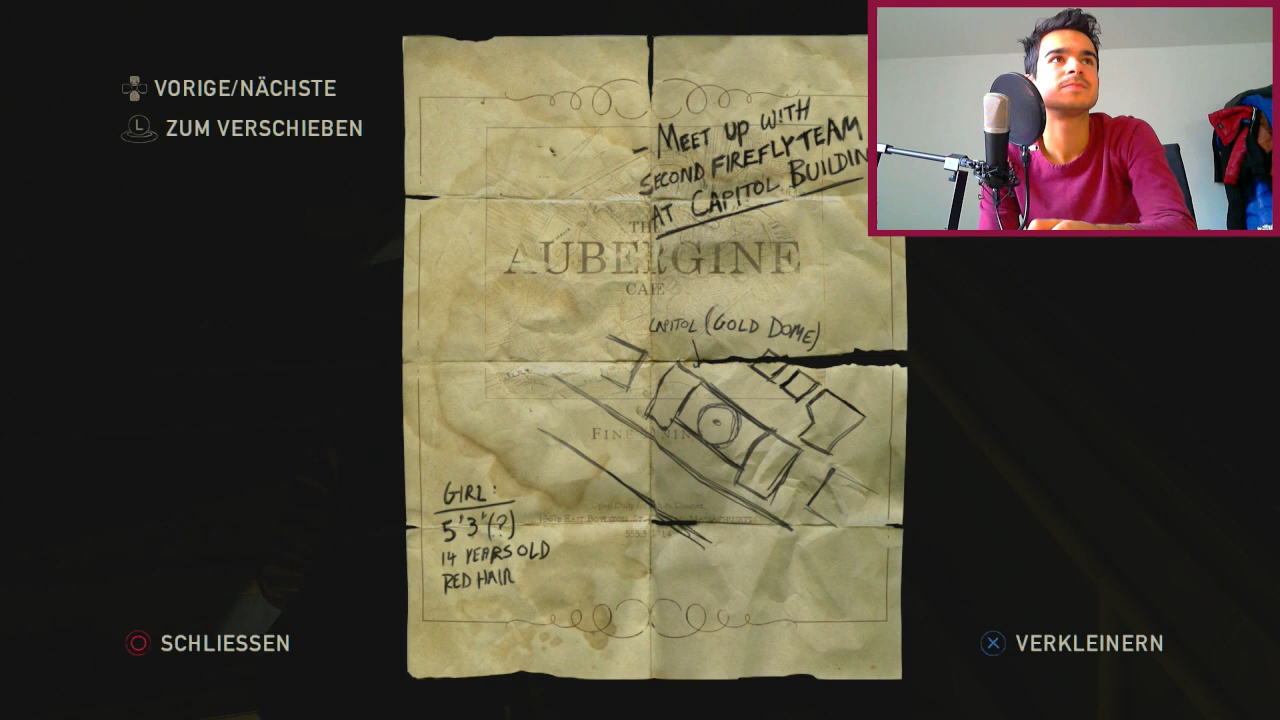 VORIGE/NÄCHSTE
L ZUM VERSCHIEBEN
- MEET UP WITH
SECOND FIREFLY TEAM
AT CAPITOL BUILDIN
THE
AUBERGINE
CAFE
CAPITOL (GOLD DOME)
FINE DINING
GIRL:
5'3"(?)
14 YEARS OLD
RED HAIR
SCHLIESSEN
VERKLEINERN